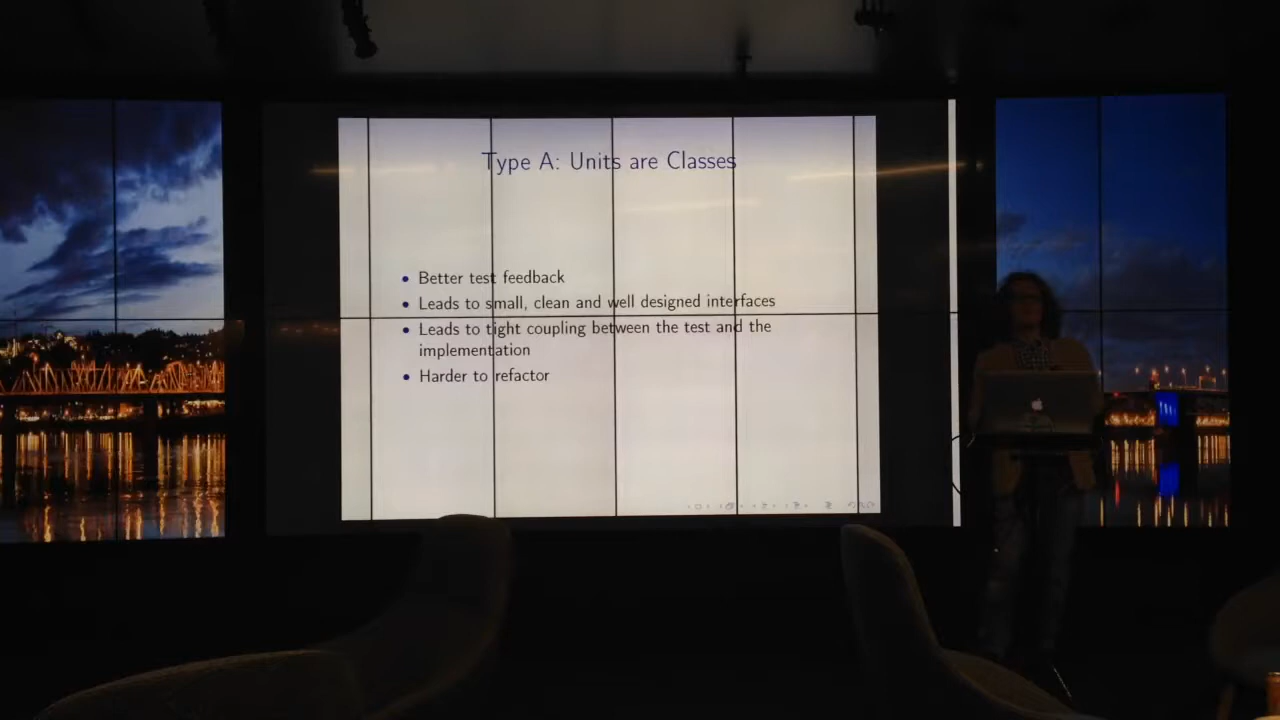 Type A: Units are Classes
Better test feedback
Leads to small, clean and well designed interfaces
Leads to tight coupling between the test and the
implementation
Harder to refactor